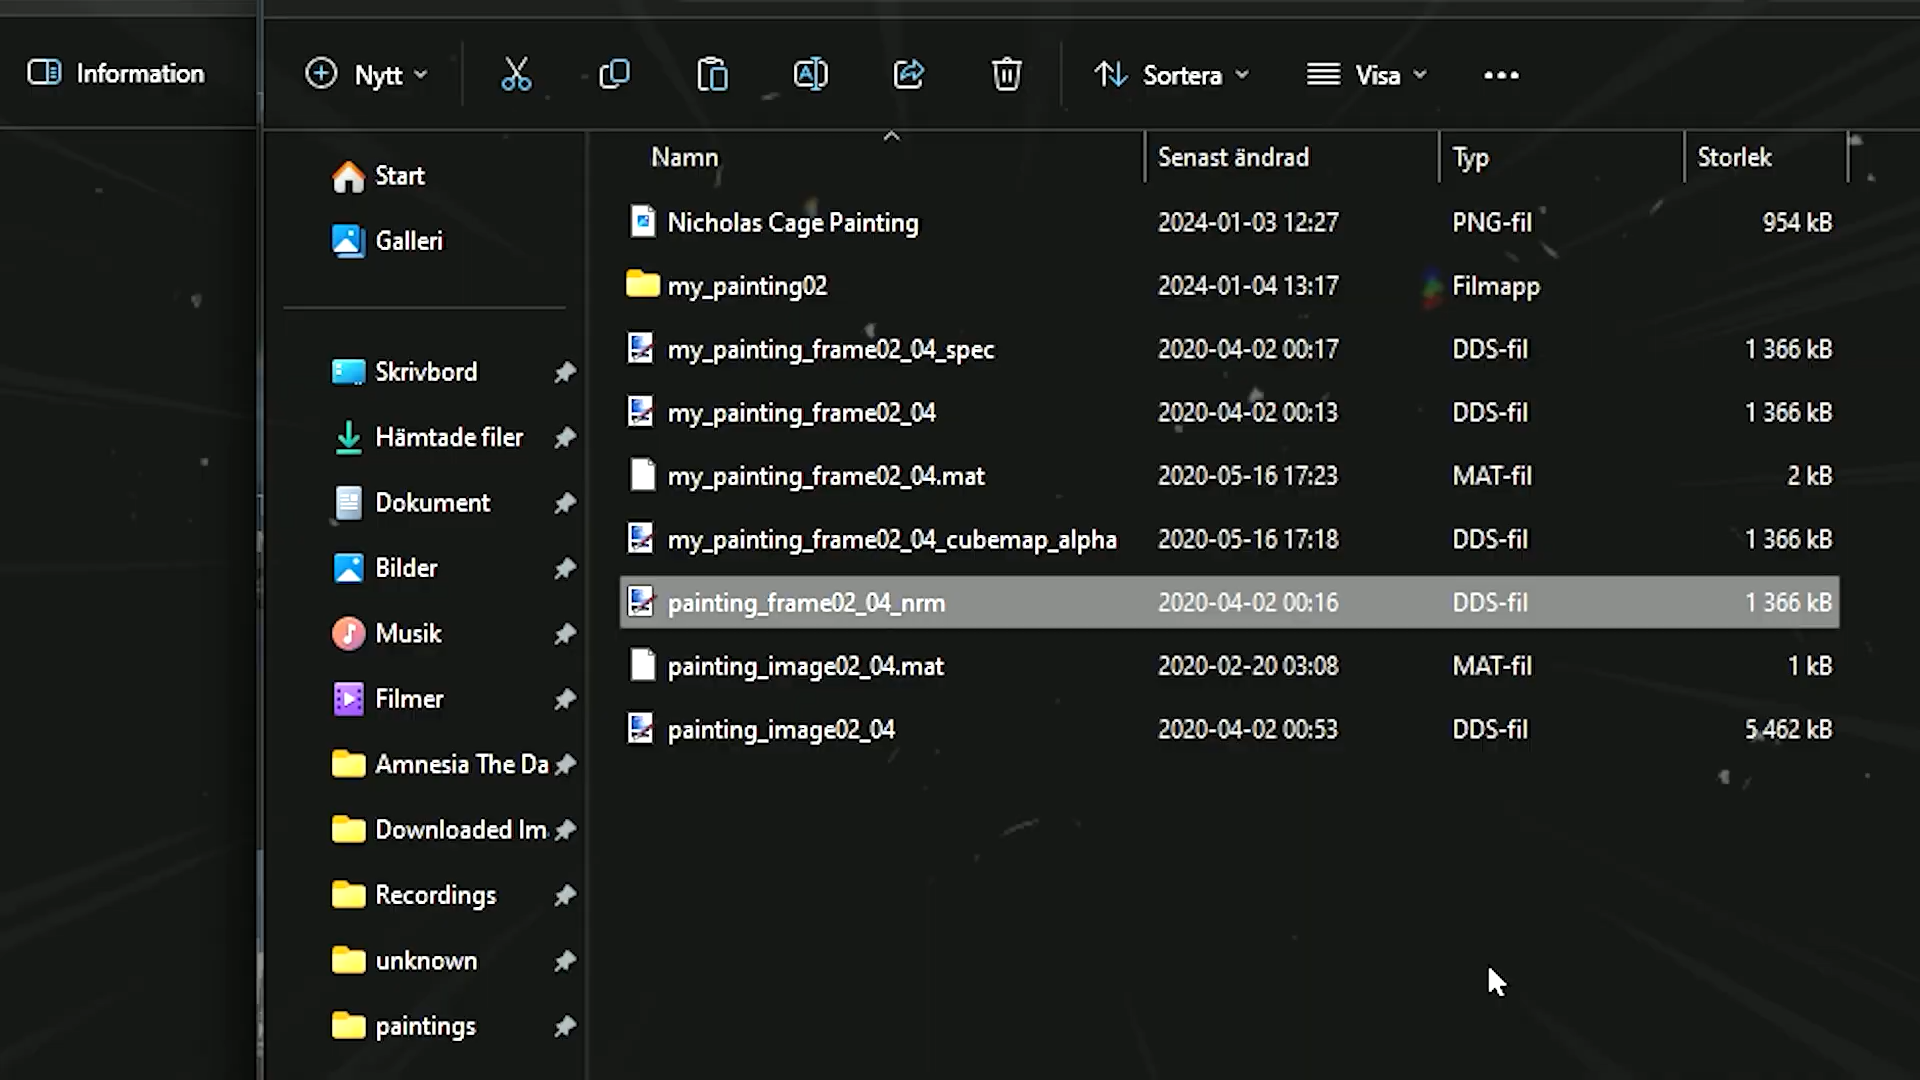 Information
Nytt
Sortera
Visa
Namn Senast ändrad Typ Storlek
Start
Galleri
Skrivbord
Hämtade filer
Dokument
Bilder
Musik
Filmer
Amnesia The Da
Downloaded Im
Recordings
unknown
paintings
Nicholas Cage Painting 2024-01-03 12:27 PNG-fil 954 kB
my_painting02 2024-01-04 13:17 Filmapp
my_painting_frame02_04_spec 2020-04-02 00:17 DDS-fil 1 366 kB
my_painting_frame02_04 2020-04-02 00:13 DDS-fil 1 366 kB
my_painting_frame02_04.mat 2020-05-16 17:23 MAT-fil 2 kB
my_painting_frame02_04_cubemap_alpha 2020-05-16 17:18 DDS-fil 1 366 kB
painting_frame02_04_nrm 2020-04-02 00:16 DDS-fil 1 366 kB
painting_image02_04.mat 2020-02-20 03:08 MAT-fil 1 kB
painting_image02_04 2020-04-02 00:53 DDS-fil 5 462 kB